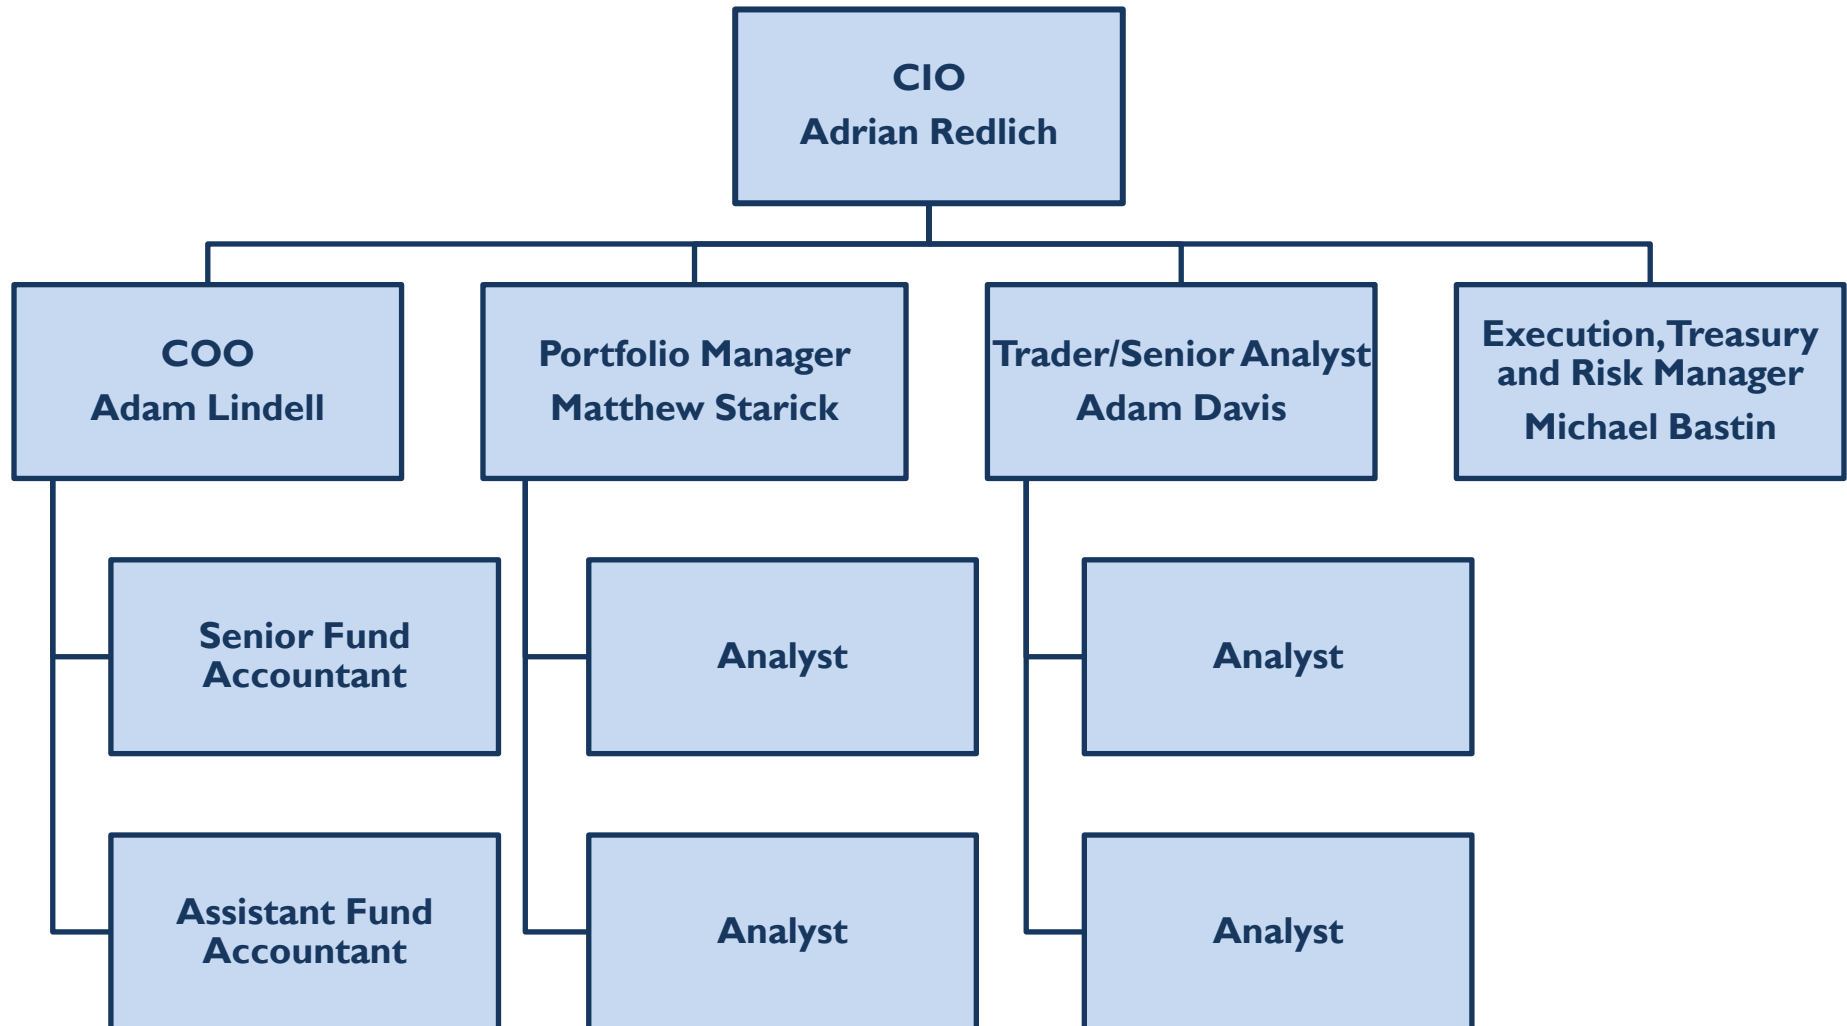 CIO
Adrian Redlich
COO
Adam Lindell
Portfolio Manager
Matthew Starick
Trader/Senior Analyst
Adam Davis
Execution, Treasury
and Risk Manager
Michael Bastin
Senior Fund
Accountant
Analyst
Analyst
Assistant Fund
Accountant
Analyst
Analyst